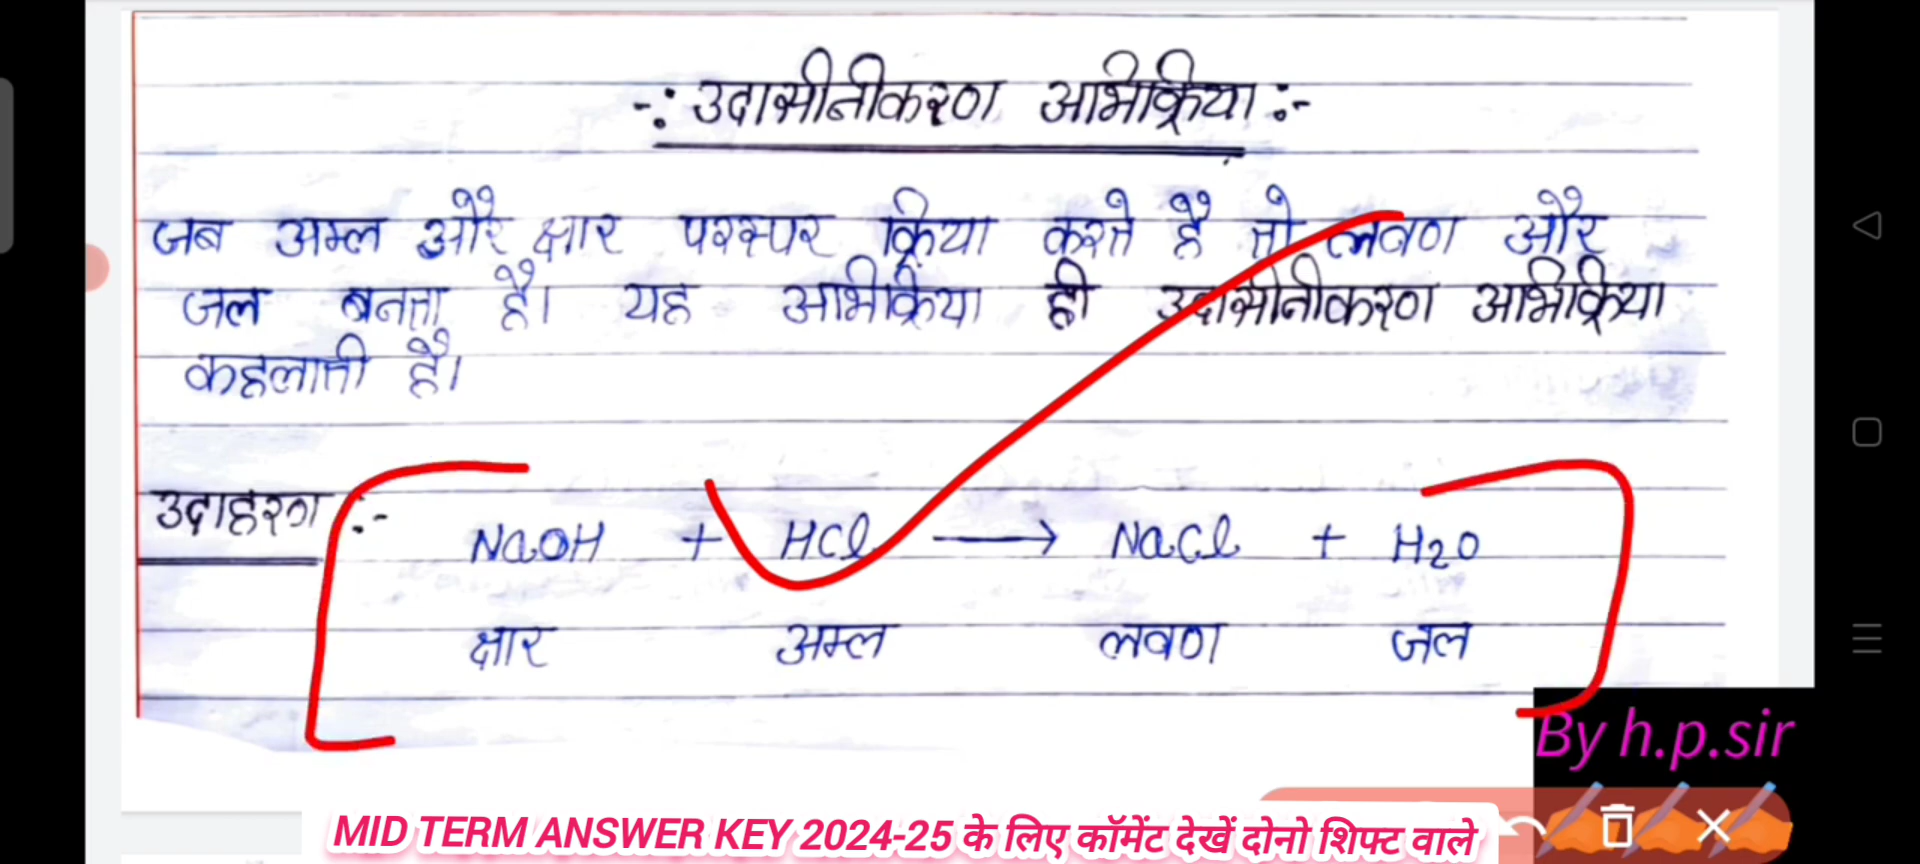 -: उदासीनीकरण अभिक्रिया :-
जब अम्ल और क्षार परस्पर क्रिया करते है तो लवण और
जल बनता है। यह अभिक्रिया ही उदासीनीकरण अभिक्रिया
कहलाती है।
उदाहरण :-
NaOH + HCl ⟶ NaCl + H2O
क्षार अम्ल लवण जल
By h.p.sir
MID TERM ANSWER KEY 2024-25 के लिए कॉमेंट देखें दोनो शिफ्ट वाले